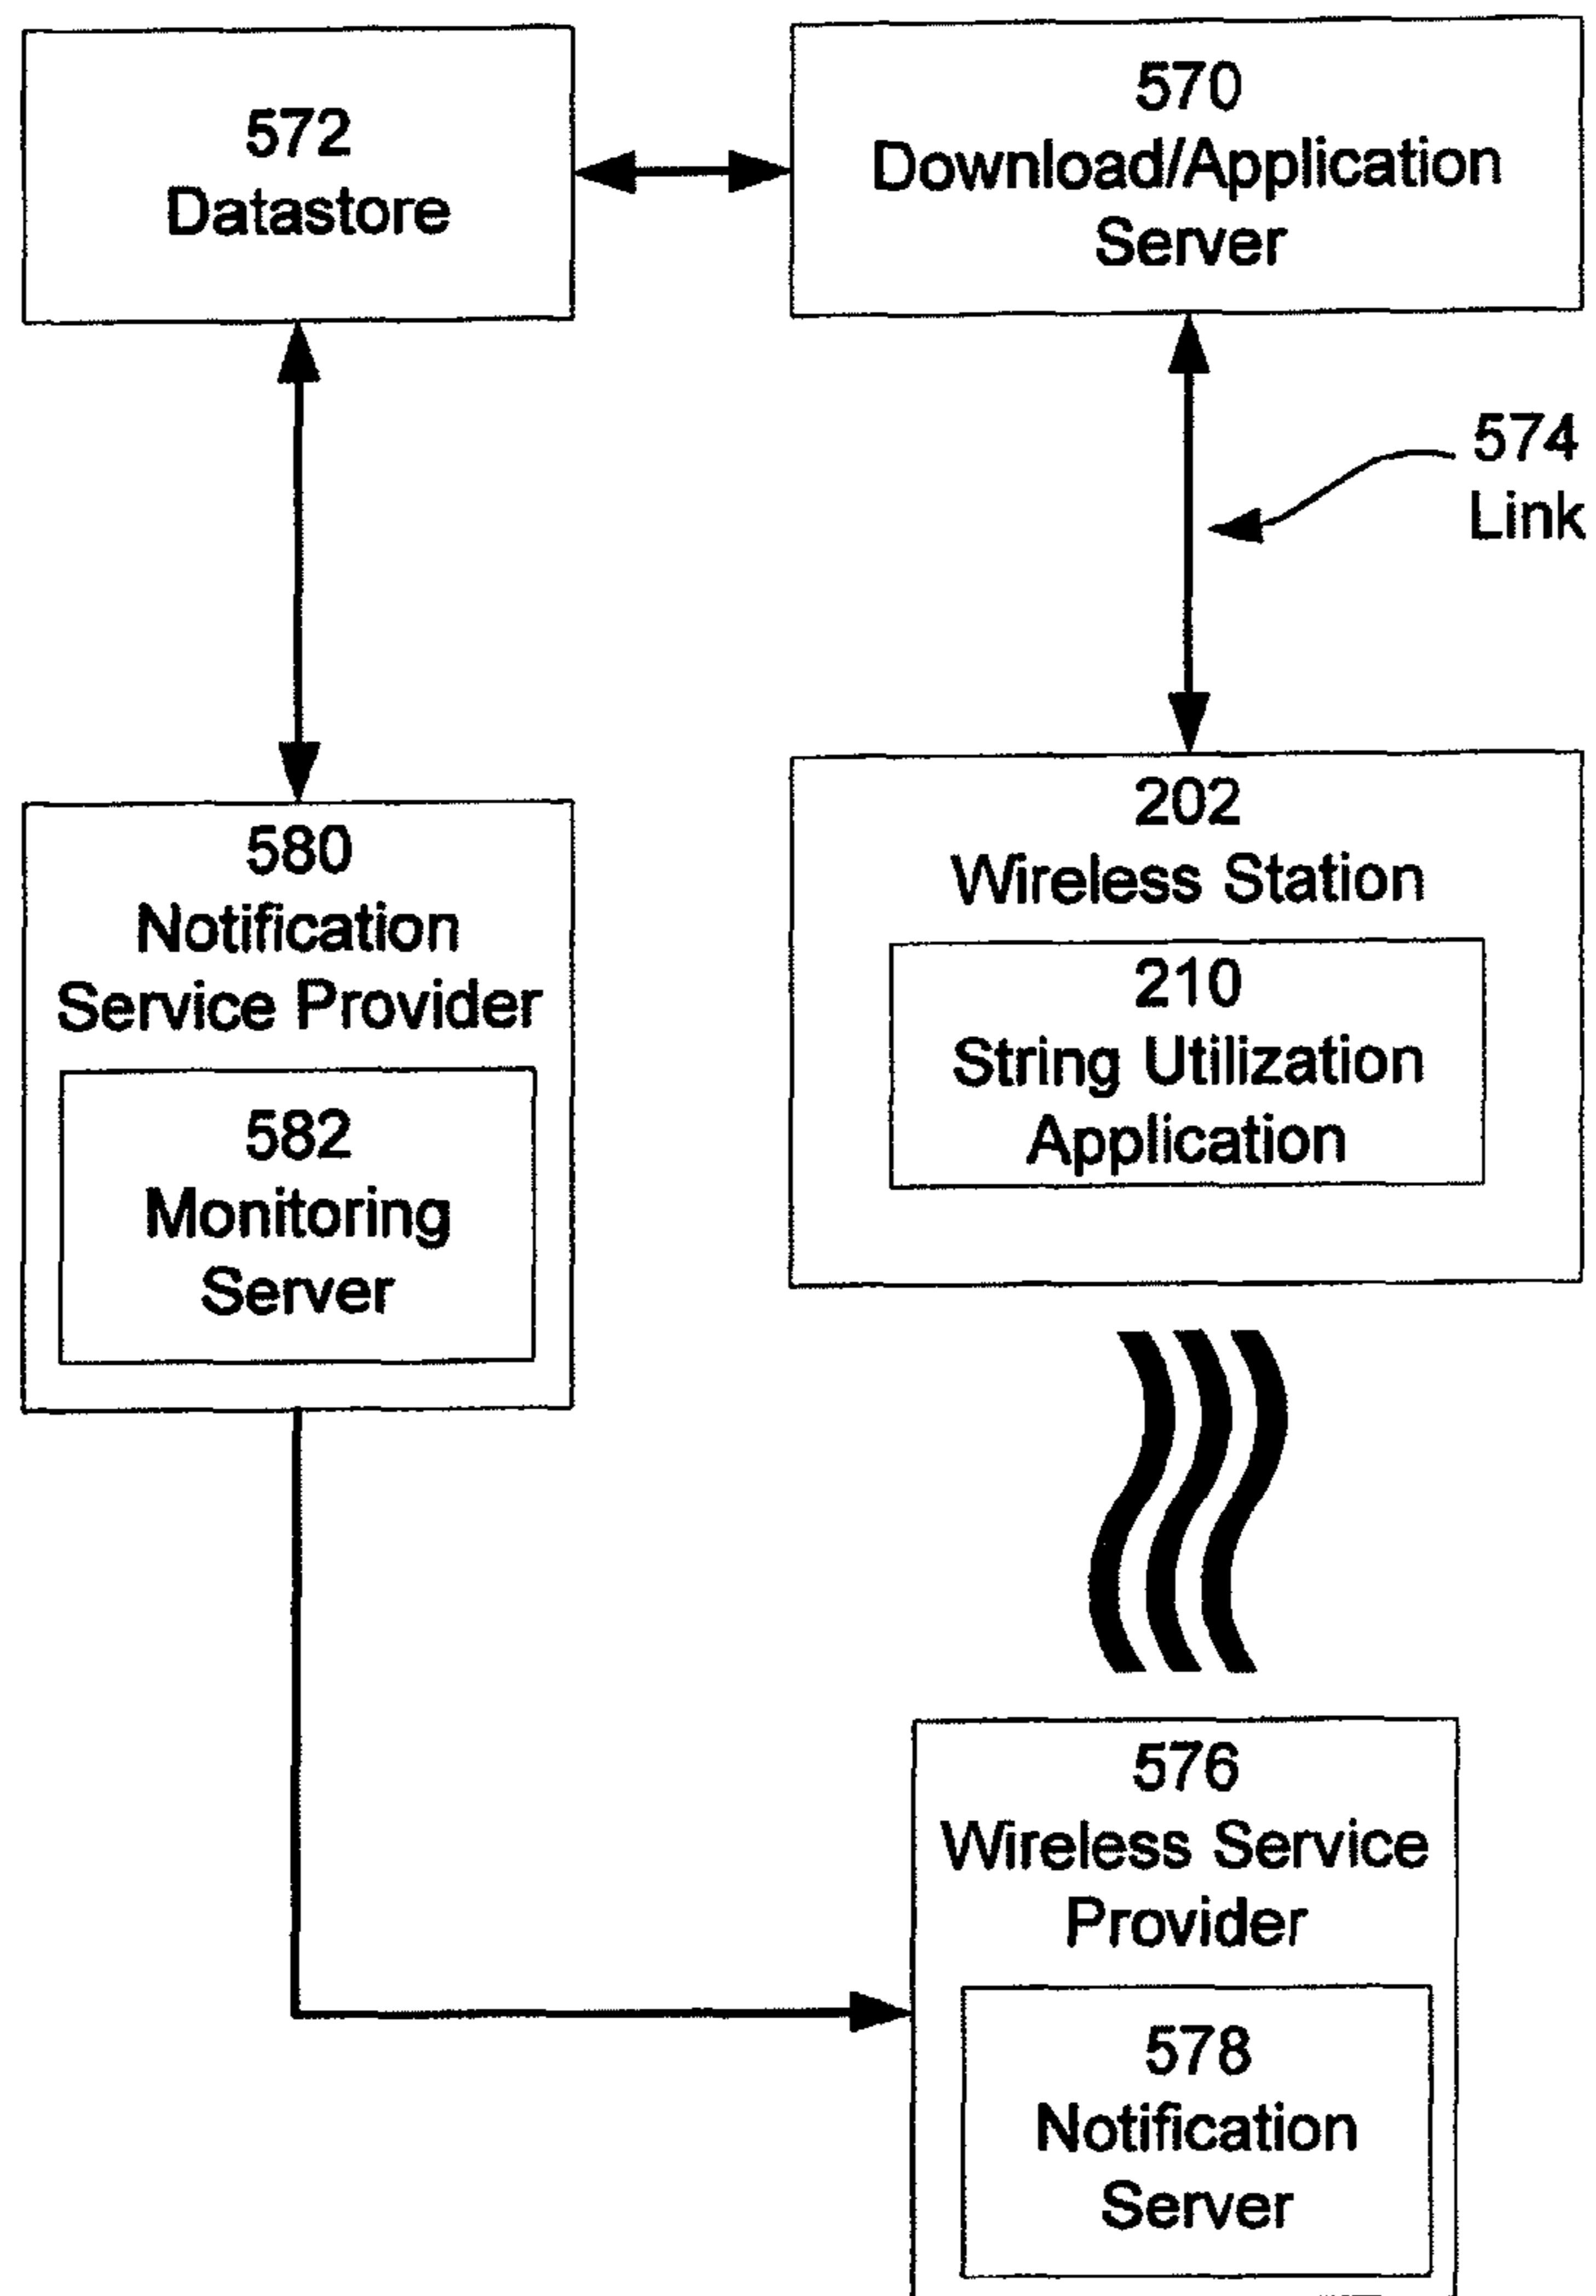 572
Datastore
570
Download/Application
Server
574
Link
580
Notification
Service Provider
582
Monitoring
Server
202
Wireless Station
210
String Utilization
Application
576
Wireless Service
Provider
578
Notification
Server